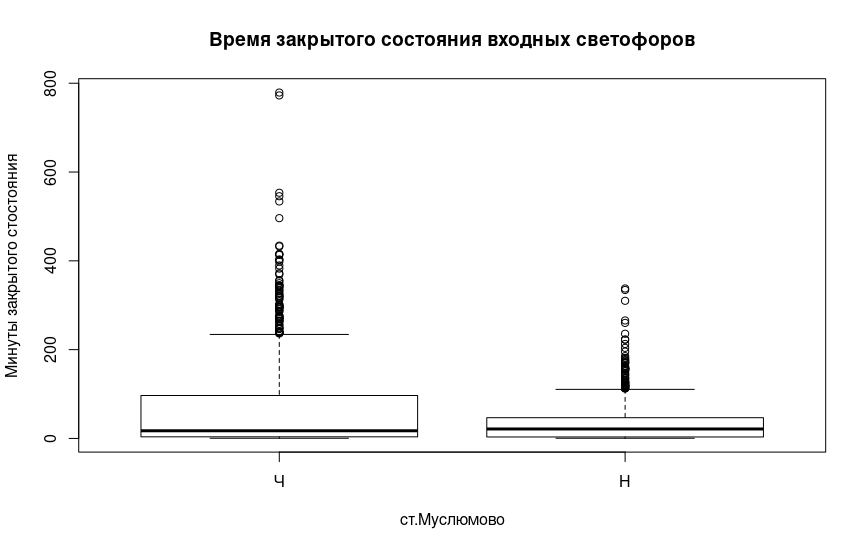 Время закрытого состояния входных светофоров
Минуты закрытого стостояния
800
600
400
200
0
Ч
Н
ст.Муслюмово